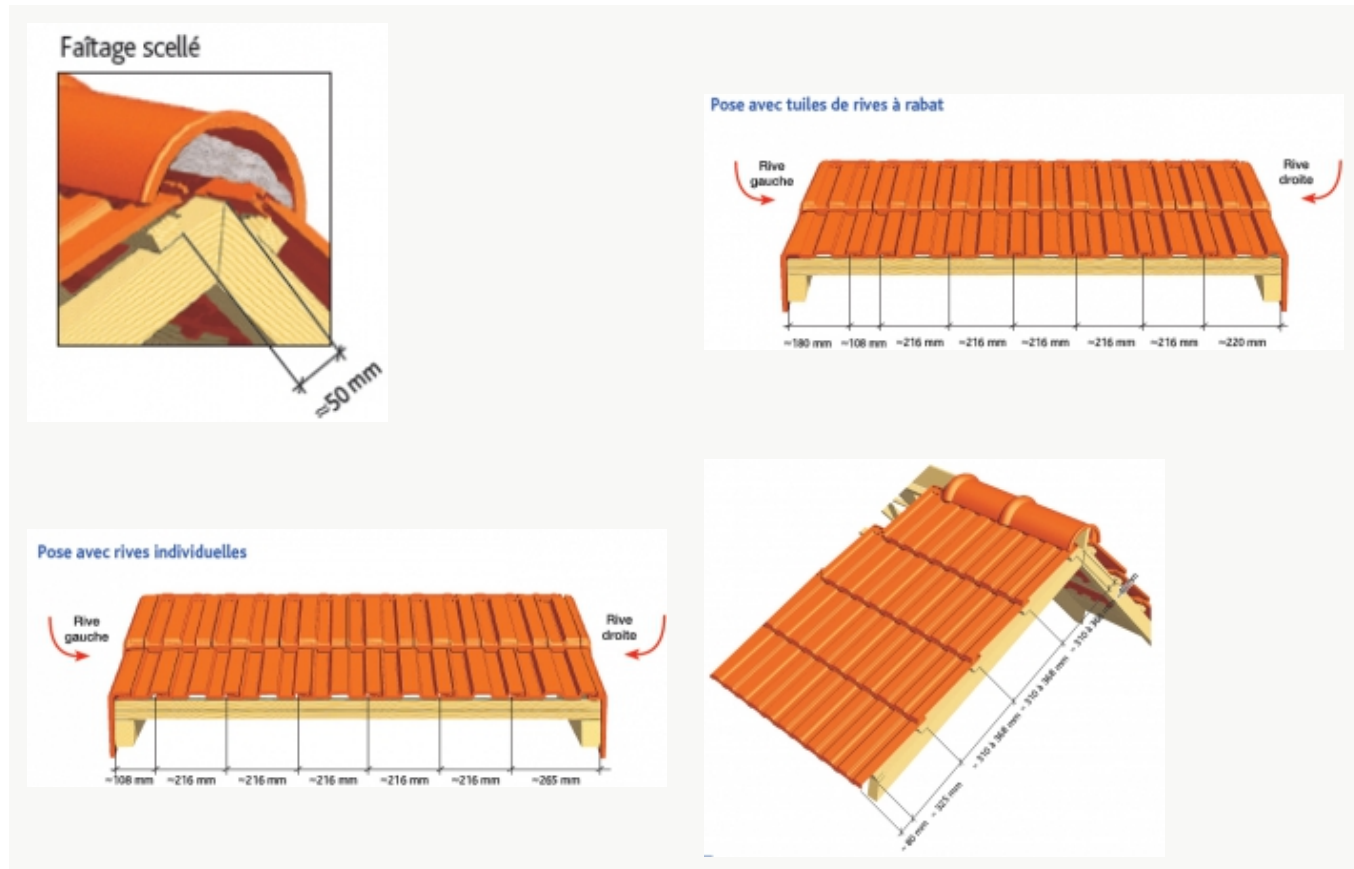 Faîtage scellé
≈50 mm
Pose avec tuiles de rives à rabat
Rive
gauche
Rive
droite
≈180 mm ≈108 mm ≈216 mm ≈216 mm ≈216 mm ≈216 mm ≈216 mm ≈220 mm
Pose avec rives individuelles
Rive
gauche
Rive
droite
≈108 mm ≈216 mm ≈216 mm ≈216 mm ≈216 mm ≈216 mm ≈265 mm
≈ 80 mm ≈ 325 mm ≈ 310 à 368 mm ≈ 310 à 368 mm ≈ 310 à